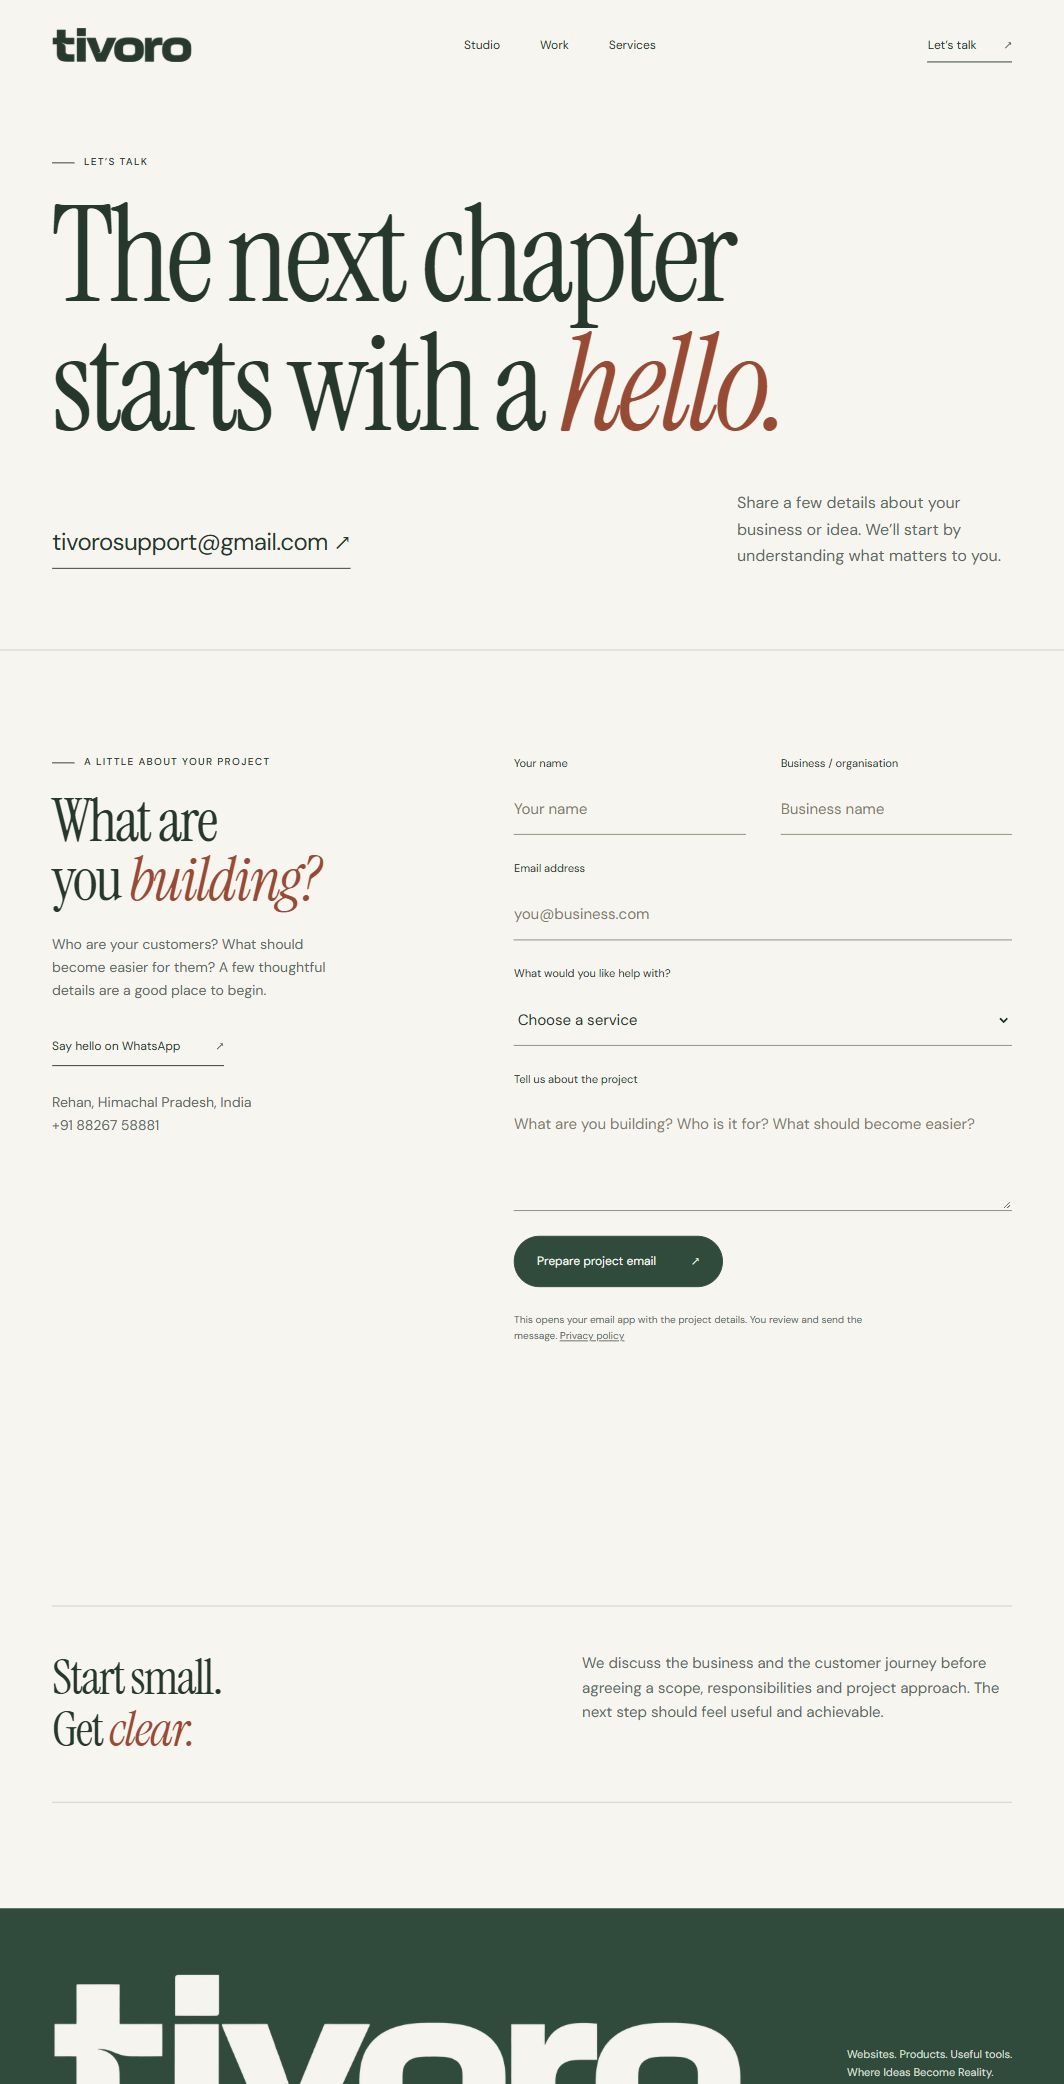 tivoro
Studio
Work
Services
Let's talk ↗
LET'S TALK
The next chapter
starts with a hello.
tivorosupport@gmail.com ↗
Share a few details about your
business or idea. We'll start by
understanding what matters to you.
A LITTLE ABOUT YOUR PROJECT
What are
you building?
Who are your customers? What should
become easier for them? A few thoughtful
details are a good place to begin.
Say hello on WhatsApp ↗
Rehan, Himachal Pradesh, India
+91 88267 58881
Your name
Your name
Business / organisation
Business name
Email address
you@business.com
What would you like help with?
Choose a service
Tell us about the project
What are you building? Who is it for? What should become easier?
Prepare project email ↗
This opens your email app with the project details. You review and send the
message. Privacy policy
Start small.
Get clear.
We discuss the business and the customer journey before
agreeing a scope, responsibilities and project approach. The
next step should feel useful and achievable.
tivoro
Websites. Products. Useful tools.
Where Ideas Become Reality.